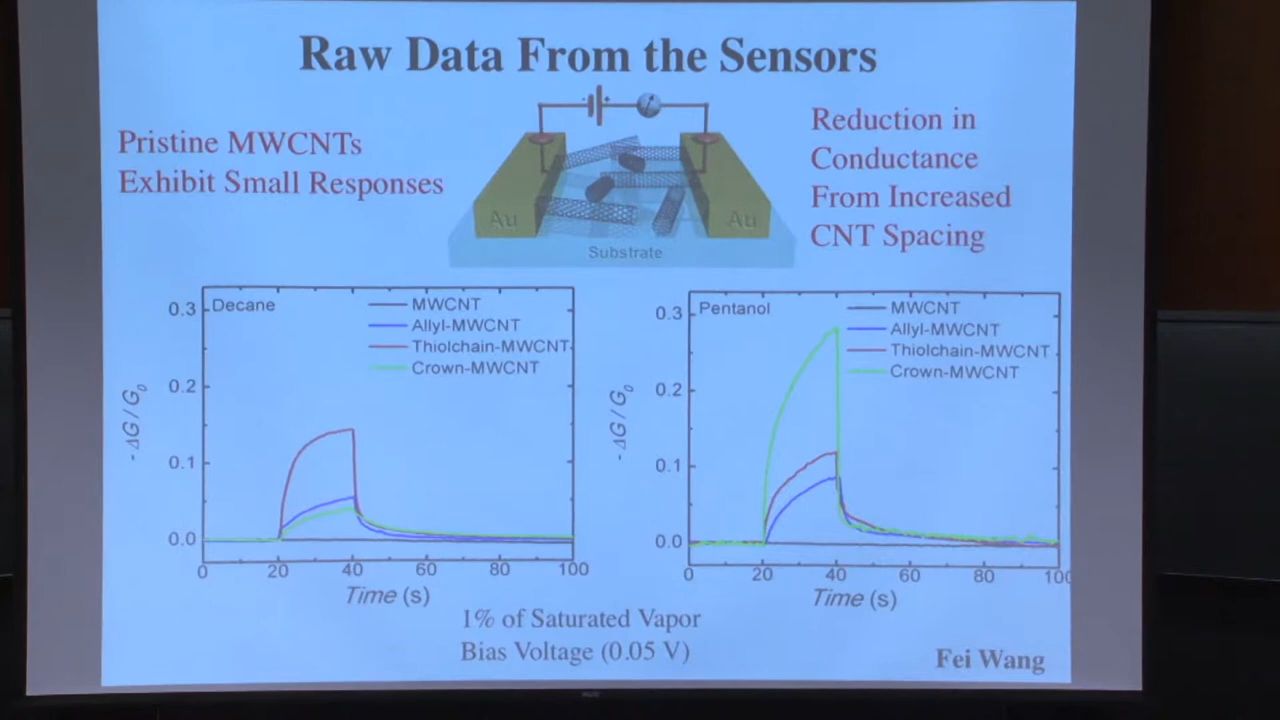 Raw Data From the Sensors
Pristine MWCNTs
Exhibit Small Responses
Reduction in
Conductance
From Increased
CNT Spacing
Au
Au
Substrate
Decane
MWCNT
Allyl-MWCNT
Thiolchain-MWCNT
Crown-MWCNT
0.3
0.2
0.1
0.0
- ΔG / G₀
0 20 40 60 80 100
Time (s)
Pentanol
MWCNT
Allyl-MWCNT
Thiolchain-MWCNT
Crown-MWCNT
0.3
0.2
0.1
0.0
- ΔG / G₀
0 20 40 60 80 100
Time (s)
1% of Saturated Vapor
Bias Voltage (0.05 V)
Fei Wang